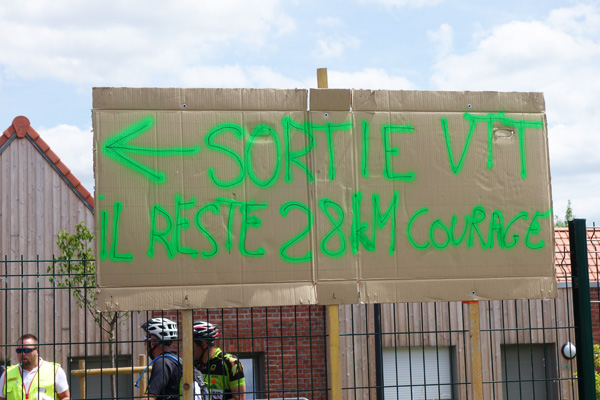 ← SORTIE VTT
iL RESTE 28kM COURAGE